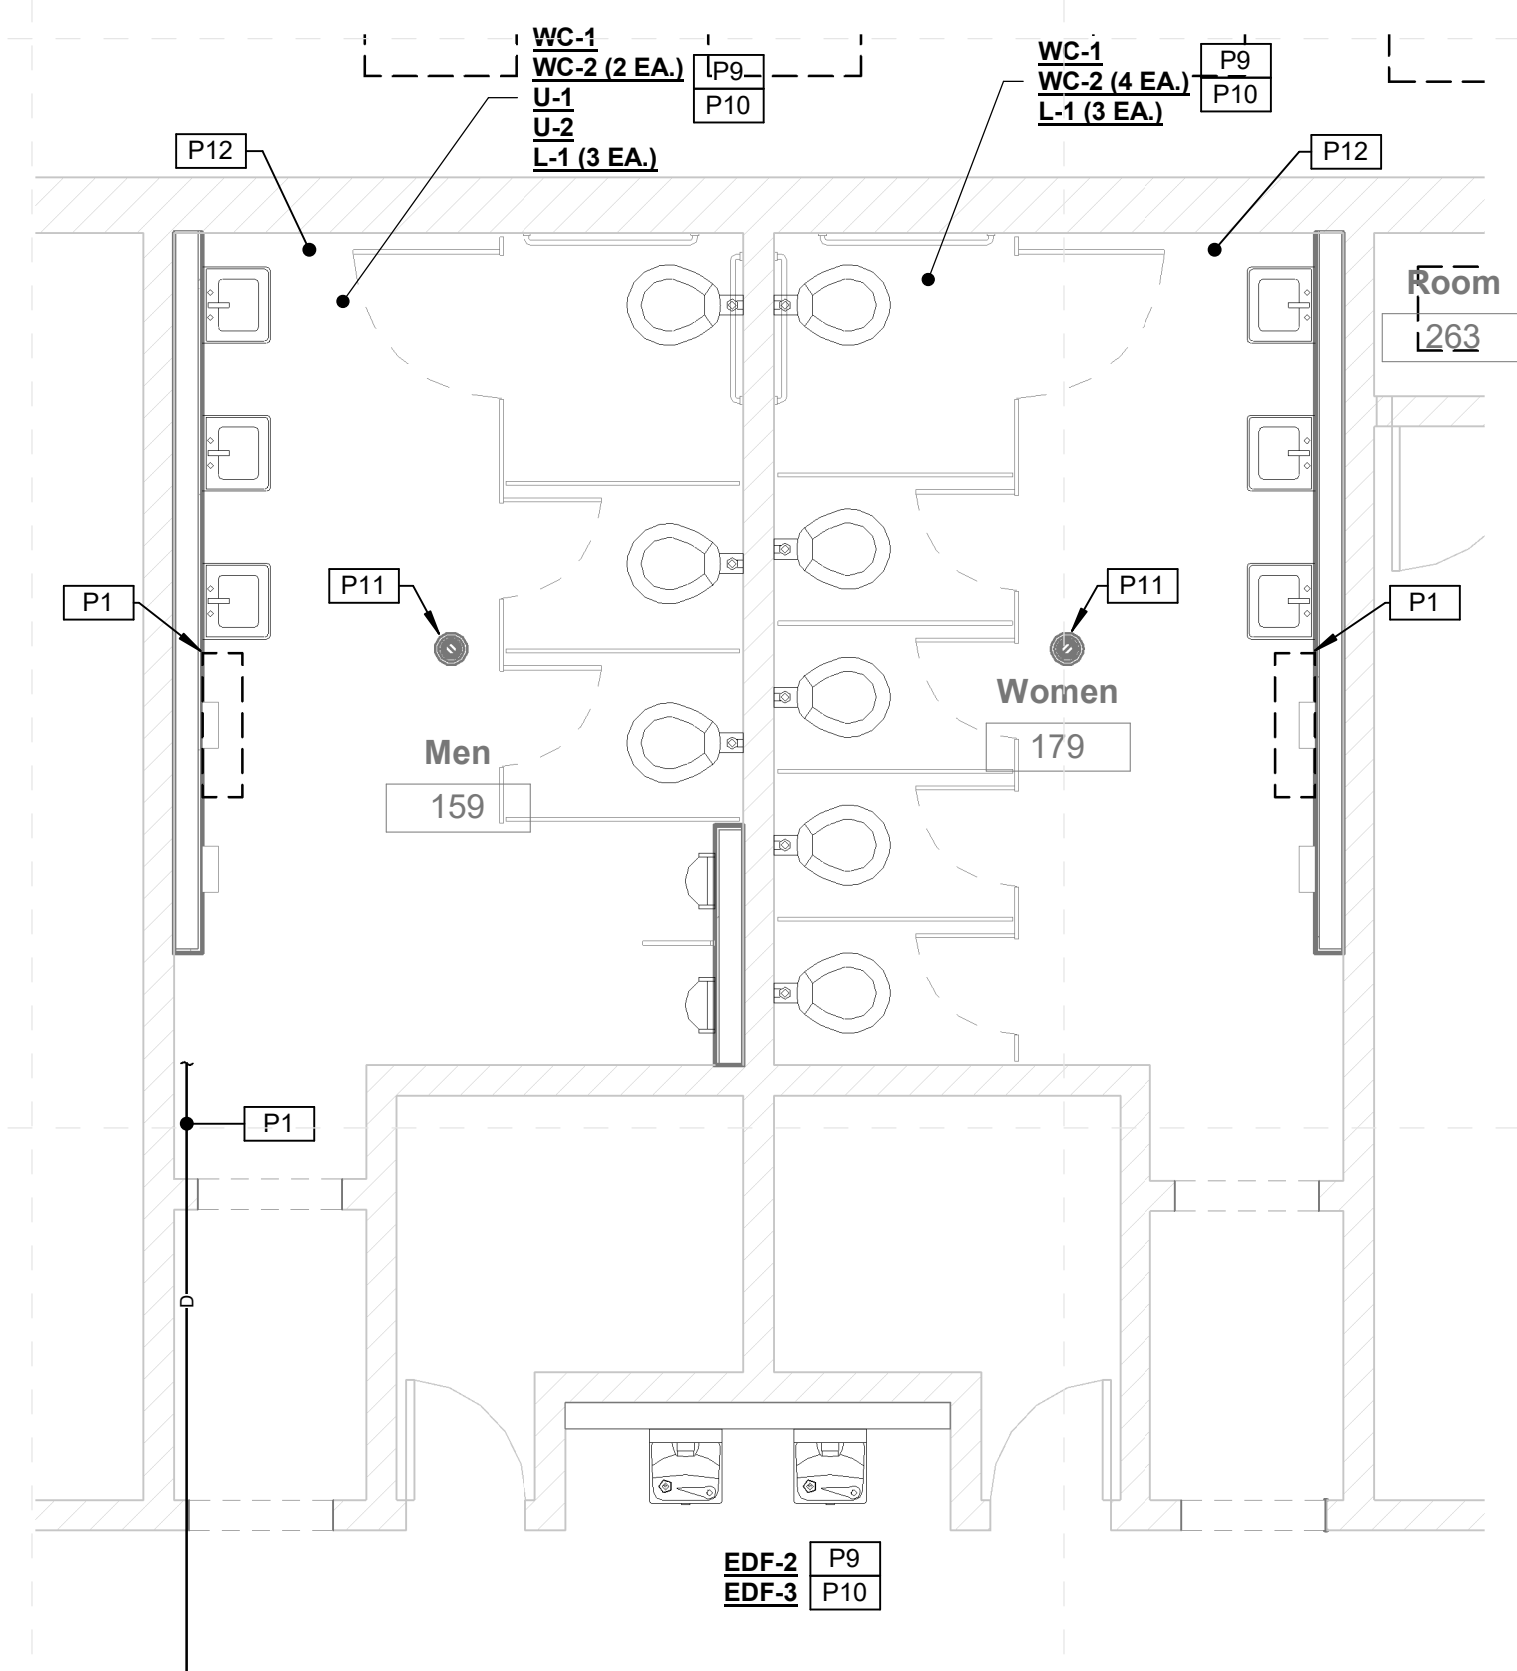 WC-1
WC-2 (2 EA.)
U-1
U-2
L-1 (3 EA.)
P9
P10
WC-1
WC-2 (4 EA.)
L-1 (3 EA.)
P9
P10
P12
P12
Room
263
P1
P11
P11
P1
Men
159
Women
179
P1
D
EDF-2
EDF-3
P9
P10